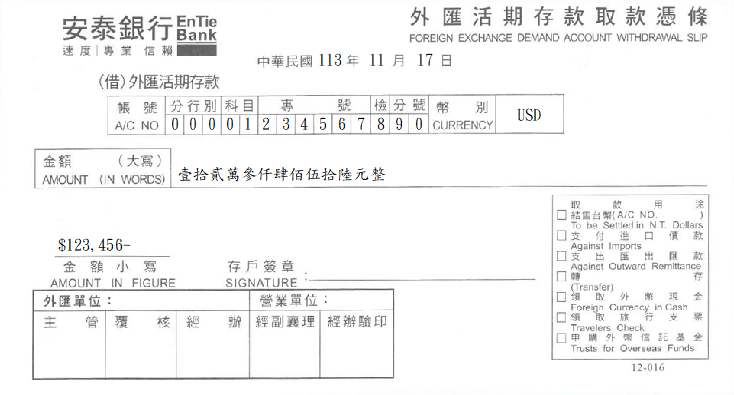 安泰銀行 EnTie Bank
速度│專業 信賴
外匯活期存款取款憑條
FOREIGN EXCHANGE DEMAND ACCOUNT WITHDRAWAL SLIP
中華民國 113 年 11 月 17 日
(借)外匯活期存款
帳號 分行別 科目 專號 檢 分號 幣別 USD
A/C NO 0 0 0 0 1 2 3 4 5 6 7 8 9 0 CURRENCY
金額 (大寫)
AMOUNT (IN WORDS) 壹拾貳萬參仟肆佰伍拾陸元整
$123,456-
金額小寫
AMOUNT IN FIGURE
存戶簽章
SIGNATURE :
取款用途
□ 結售台幣(A/C NO. )
To be Settled in N.T. Dollars
□ 支付進口價款
Against Imports
□ 支出匯出匯款
Against Outward Remittance
□ 轉存
(Transfer)
□ 領取外幣現金
Foreign Currency in Cash
□ 領取旅行支票
Travelers Check
□ 申購外幣信託基金
Trusts for Overseas Funds
外匯單位： 營業單位：
主管 覆核 經辦 經副襄理 經辦驗印
12-016